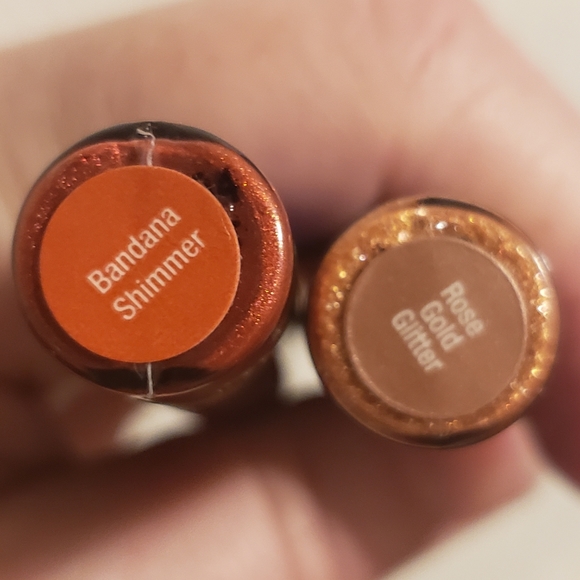 Bandana
Shimmer
Rose
Gold
Glitter